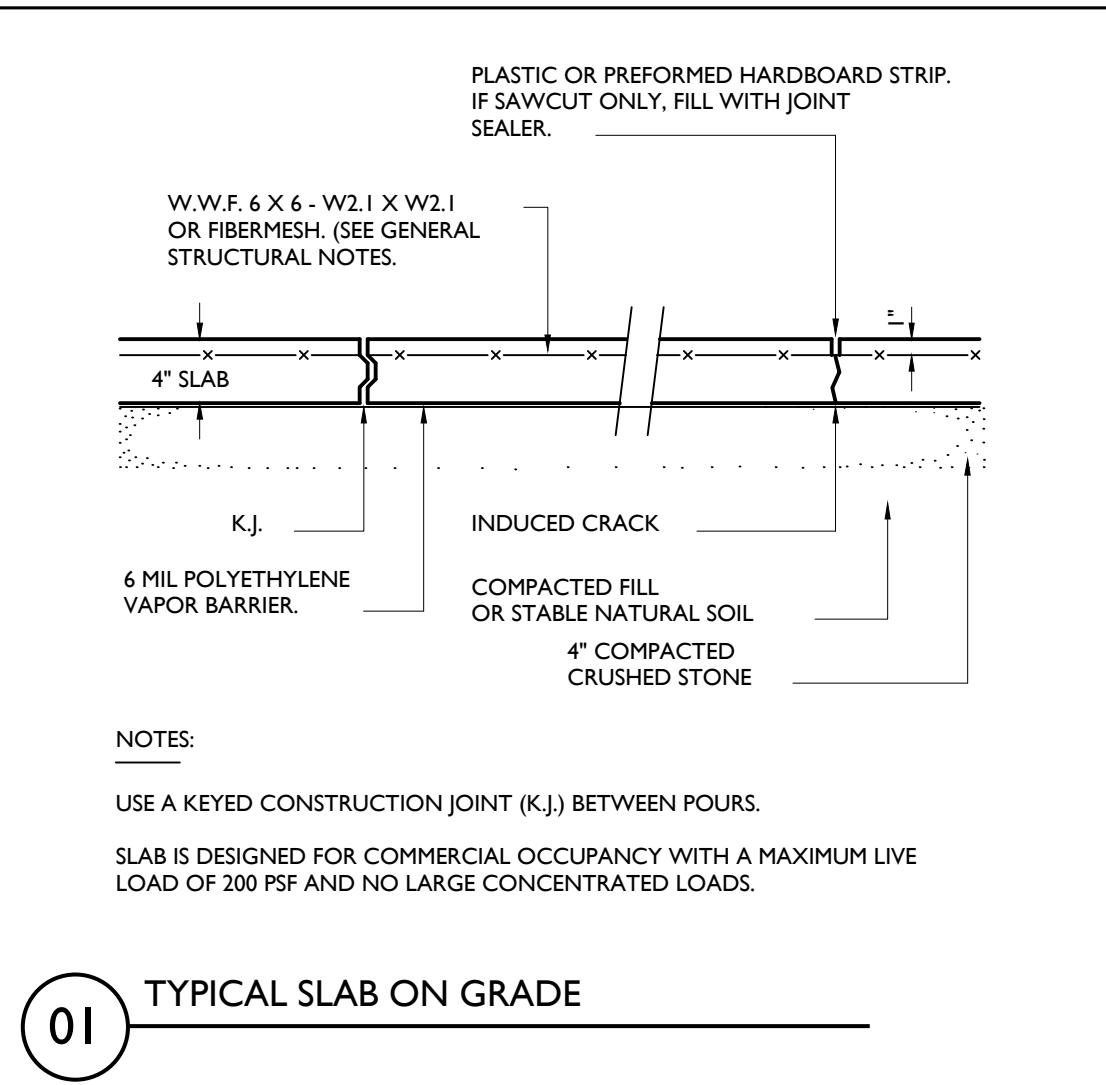 PLASTIC OR PREFORMED HARDBOARD STRIP.
IF SAWCUT ONLY, FILL WITH JOINT
SEALER.
W.W.F. 6 X 6 - W2.1 X W2.1
OR FIBERMESH. (SEE GENERAL
STRUCTURAL NOTES.
1"
4" SLAB
K.J.
INDUCED CRACK
6 MIL POLYETHYLENE
VAPOR BARRIER.
COMPACTED FILL
OR STABLE NATURAL SOIL
4" COMPACTED
CRUSHED STONE
NOTES:
USE A KEYED CONSTRUCTION JOINT (K.J.) BETWEEN POURS.
SLAB IS DESIGNED FOR COMMERCIAL OCCUPANCY WITH A MAXIMUM LIVE
LOAD OF 200 PSF AND NO LARGE CONCENTRATED LOADS.
01
TYPICAL SLAB ON GRADE